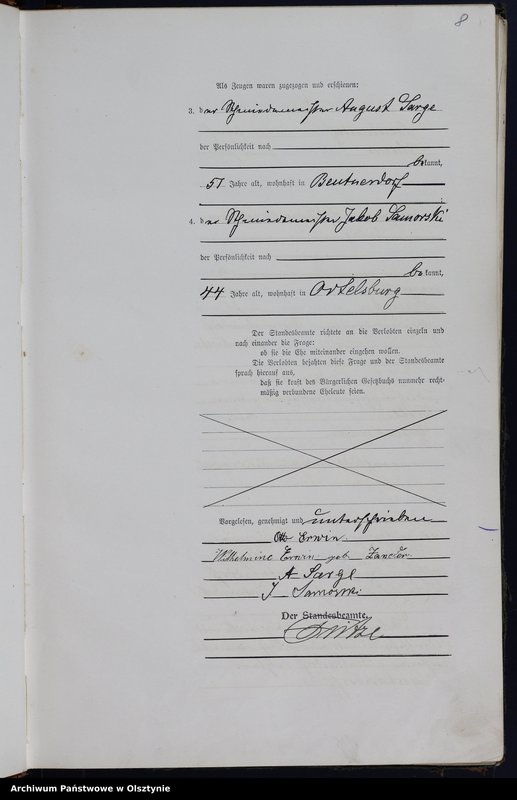 8
Als Zeugen waren zugezogen und erschienen:
3. der Schmiedemeister August Sarge
der Persönlichkeit nach
bekannt,
51 Jahre alt, wohnhaft in Beutnerdorf
4. der Schmiedemeister Jakob Samorski
der Persönlichkeit nach
bekannt,
44 Jahre alt, wohnhaft in Ortelsburg
Der Standesbeamte richtete an die Verlobten einzeln und
nach einander die Frage:
ob sie die Ehe miteinander eingehen wollen.
Die Verlobten bejahten diese Frage und der Standesbeamte
sprach hierauf aus,
daß sie kraft des Bürgerlichen Gesetzbuchs nunmehr recht-
mäßig verbundene Eheleute seien.
Vorgelesen, genehmigt und unterschrieben
Otto Erwin
Wilhelmine Erwin geb. Zander
A Sarge
J Samorski
Der Standesbeamte.
Archiwum Państwowe w Olsztynie